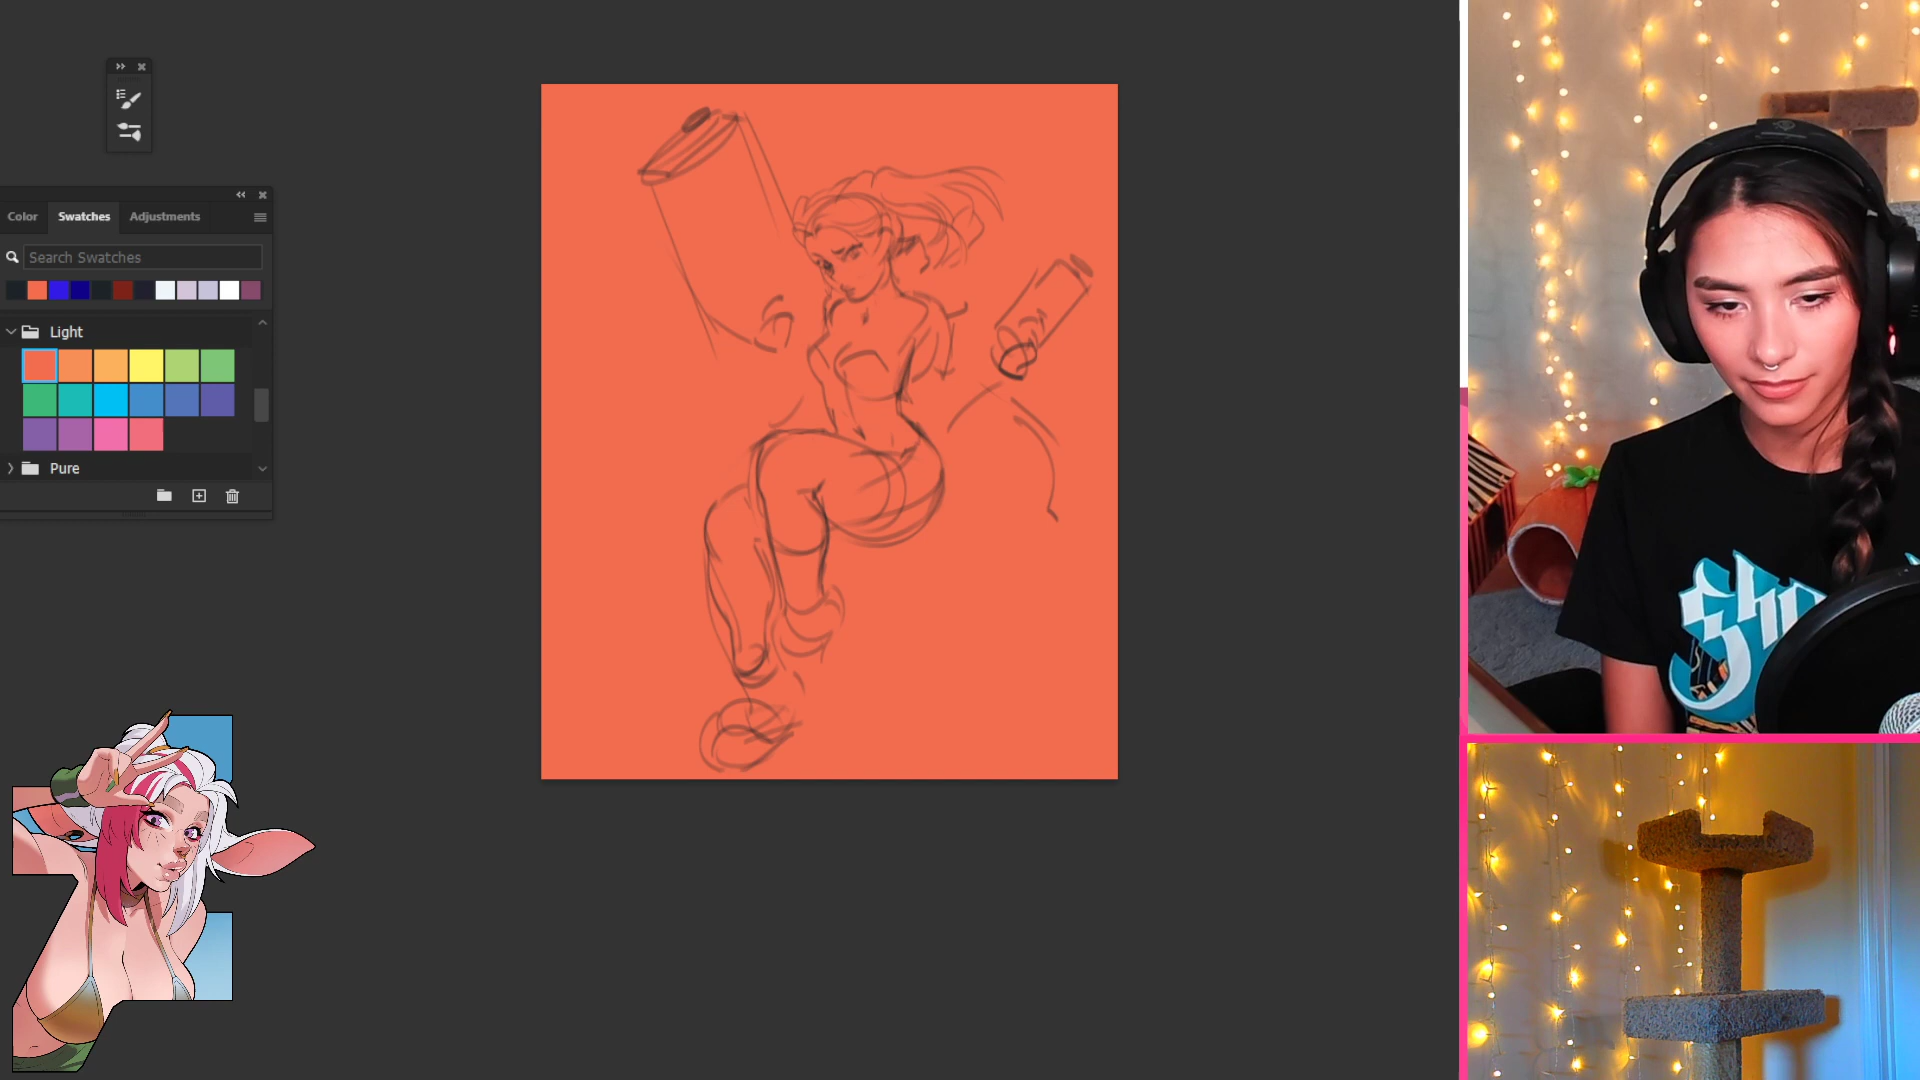 Color
Swatches
Adjustments
Search Swatches
Light
Pure